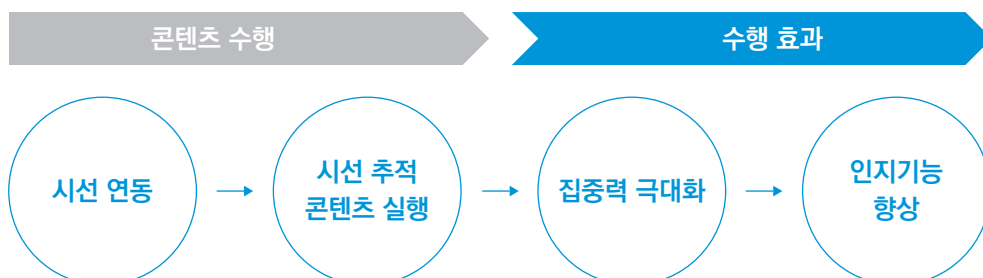 콘텐츠 수행
수행 효과
시선 연동
시선 추적
콘텐츠 실행
집중력 극대화
인지기능
향상